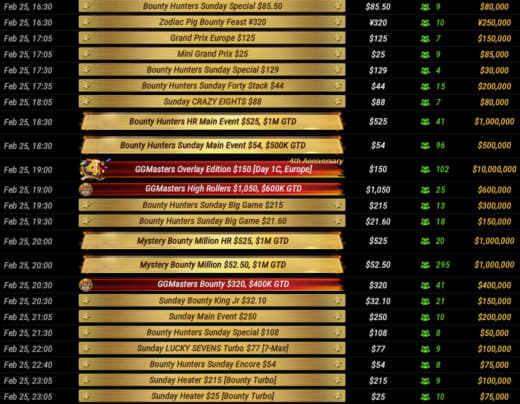 Feb 25, 16:30 Bounty Hunters Sunday Special $85.50 $85.50 9 $80,000
Feb 25, 16:30 Zodiac Pig Bounty Feast ¥320 ¥320 10 ¥250,000
Feb 25, 17:05 Grand Prix Europe $125 $125 7 $150,000
Feb 25, 17:05 Mini Grand Prix $25 $25 9 $85,000
Feb 25, 17:30 Bounty Hunters Sunday Special $129 $129 4 $30,000
Feb 25, 17:35 Bounty Hunters Sunday Forty Stack $44 $44 15 $200,000
Feb 25, 18:05 Sunday CRAZY EIGHTS $88 $88 7 $80,000
Feb 25, 18:30 Bounty Hunters HR Main Event $525, $1M GTD $525 41 $1,000,000
Feb 25, 18:30 Bounty Hunters Sunday Main Event $54, $500K GTD $54 96 $500,000
4th Anniversary
Feb 25, 19:00 4 GGMasters Overlay Edition $150 [Day 1C, Europe] $150 102 $10,000,000
Feb 25, 19:00 GGMasters High Rollers $1,050, $600K GTD $1,050 25 $600,000
Feb 25, 19:30 Bounty Hunters Sunday Big Game $215 $215 13 $300,000
Feb 25, 19:30 Bounty Hunters Sunday Big Game $21.60 $21.60 18 $150,000
Feb 25, 20:00 Mystery Bounty Million HR $525, $1M GTD $525 20 $1,000,000
Feb 25, 20:00 Mystery Bounty Million $52.50, $1M GTD $52.50 295 $1,000,000
Feb 25, 20:30 GGMasters Bounty $320, $400K GTD $320 41 $400,000
Feb 25, 20:30 Sunday Bounty King Jr $32.10 $32.10 21 $150,000
Feb 25, 21:05 Sunday Main Event $250 $250 10 $200,000
Feb 25, 21:30 Bounty Hunters Sunday Special $108 $108 8 $50,000
Feb 25, 22:00 Sunday LUCKY SEVENS Turbo $77 [7-Max] $77 9 $100,000
Feb 25, 22:40 Bounty Hunters Sunday Encore $54 $54 8 $75,000
Feb 25, 23:05 Sunday Heater $215 [Bounty Turbo] $215 9 $100,000
Feb 25, 23:05 Sunday Heater $25 [Bounty Turbo] $25 10 $75,000